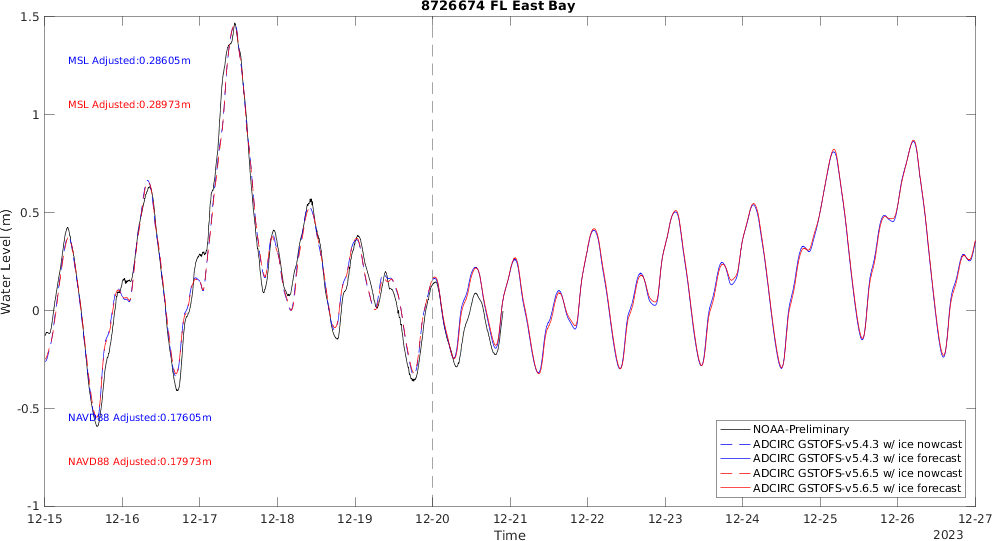 8726674 FL East Bay
1.5
1
0.5
0
-0.5
-1
Water Level (m)
MSL Adjusted:0.28605m
MSL Adjusted:0.28973m
NAVD88 Adjusted:0.17605m
NAVD88 Adjusted:0.17973m
NOAA-Preliminary
ADCIRC GSTOFS-v5.4.3 w/ ice nowcast
ADCIRC GSTOFS-v5.4.3 w/ ice forecast
ADCIRC GSTOFS-v5.6.5 w/ ice nowcast
ADCIRC GSTOFS-v5.6.5 w/ ice forecast
12-15 12-16 12-17 12-18 12-19 12-20 12-21 12-22 12-23 12-24 12-25 12-26 12-27
Time
2023